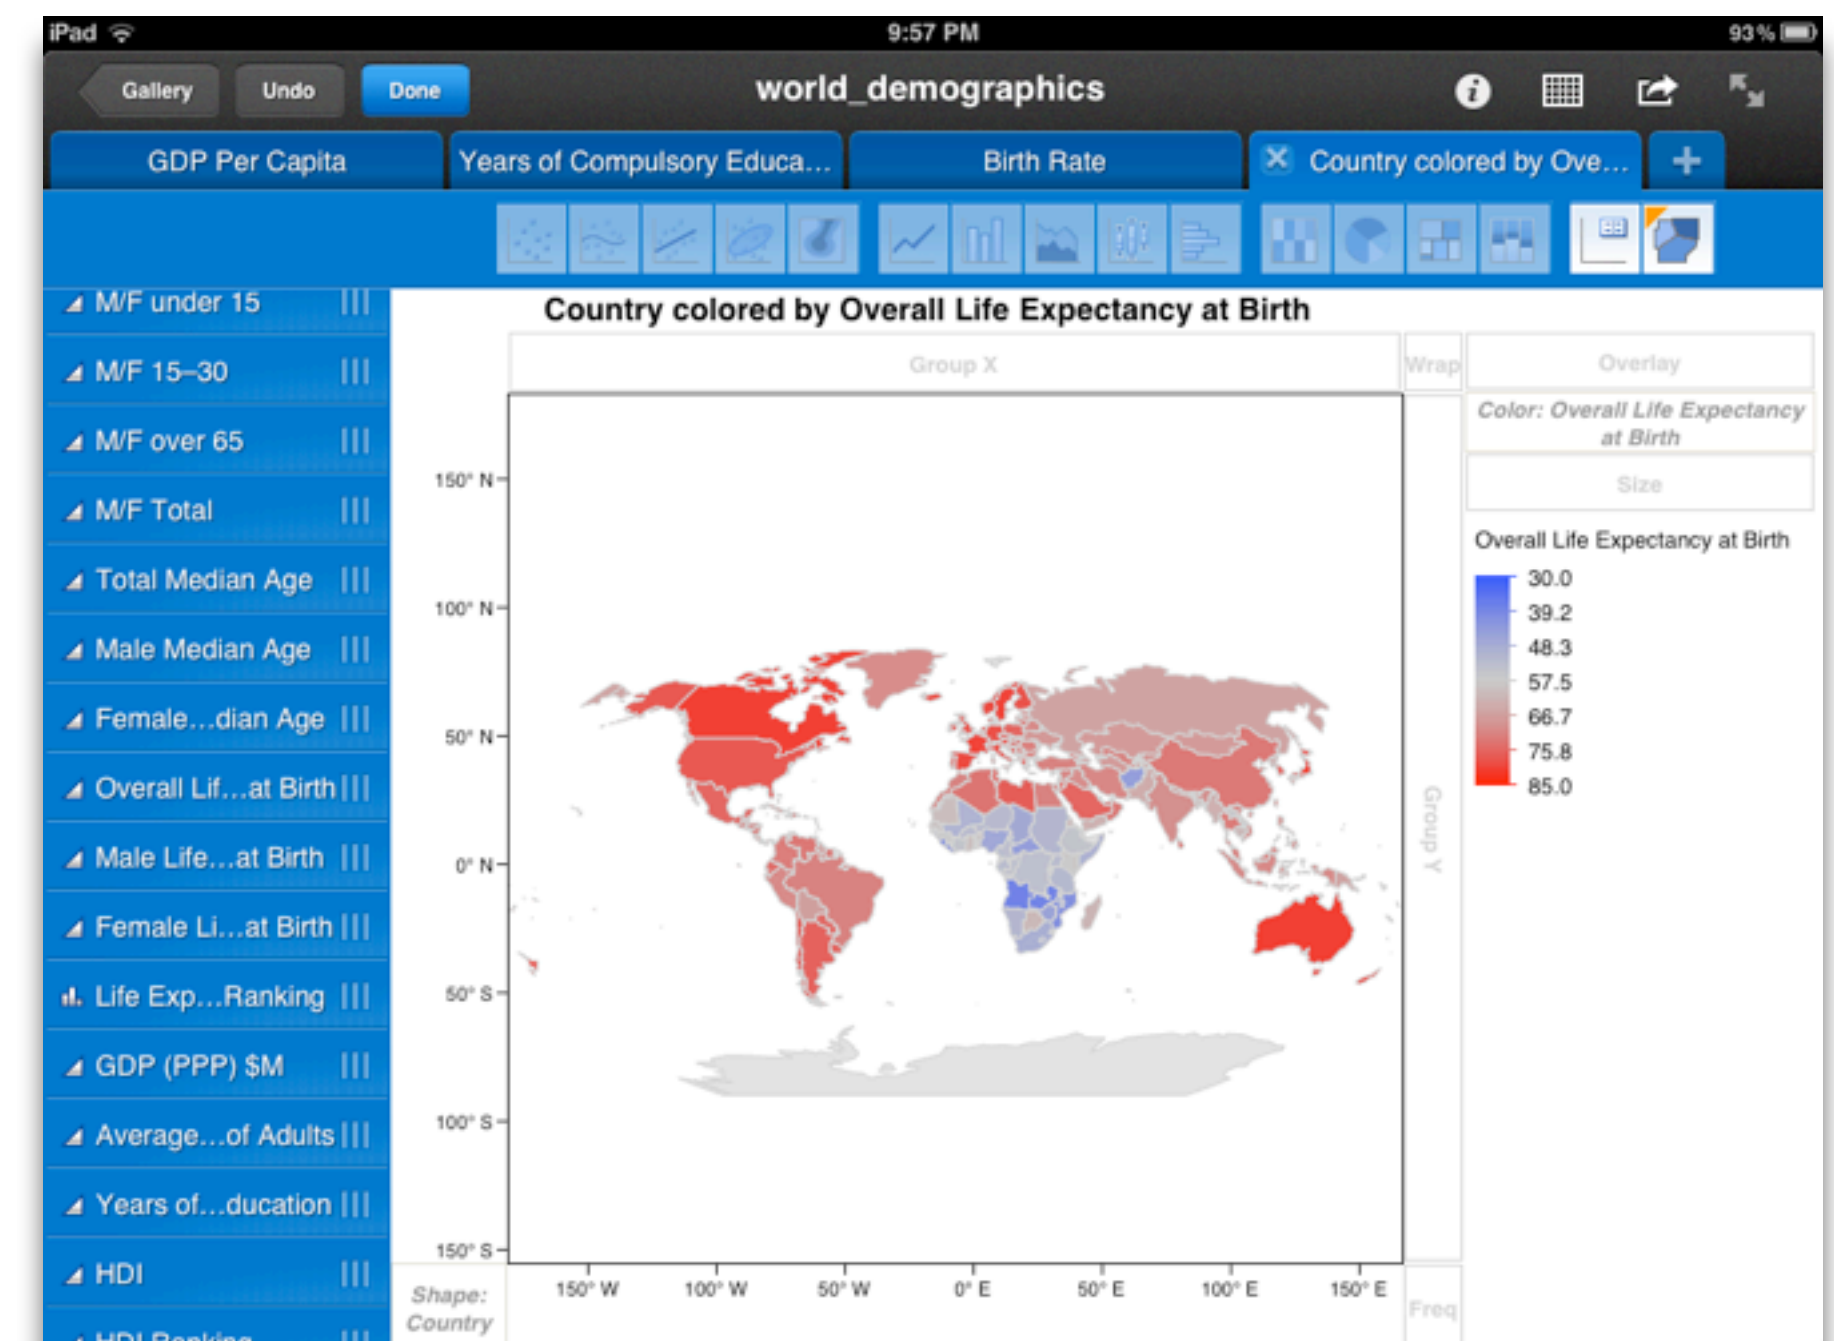 iPad 9:57 PM 93%
Gallery Undo Done world_demographics
GDP Per Capita Years of Compulsory Educa... Birth Rate Country colored by Ove...
M/F under 15
M/F 15–30
M/F over 65
M/F Total
Total Median Age
Male Median Age
Female...dian Age
Overall Lif...at Birth
Male Life...at Birth
Female Li...at Birth
Life Exp...Ranking
GDP (PPP) $M
Average...of Adults
Years of...ducation
HDI
HDI Ranking
Country colored by Overall Life Expectancy at Birth
Group X
Wrap
Overlay
Color: Overall Life Expectancy
at Birth
Size
Overall Life Expectancy at Birth
30.0
39.2
48.3
57.5
66.7
75.8
85.0
Group Y
150° N
100° N
50° N
0° N
50° S
100° S
150° S
150° W 100° W 50° W 0° E 50° E 100° E 150° E
Shape:
Country
Freq